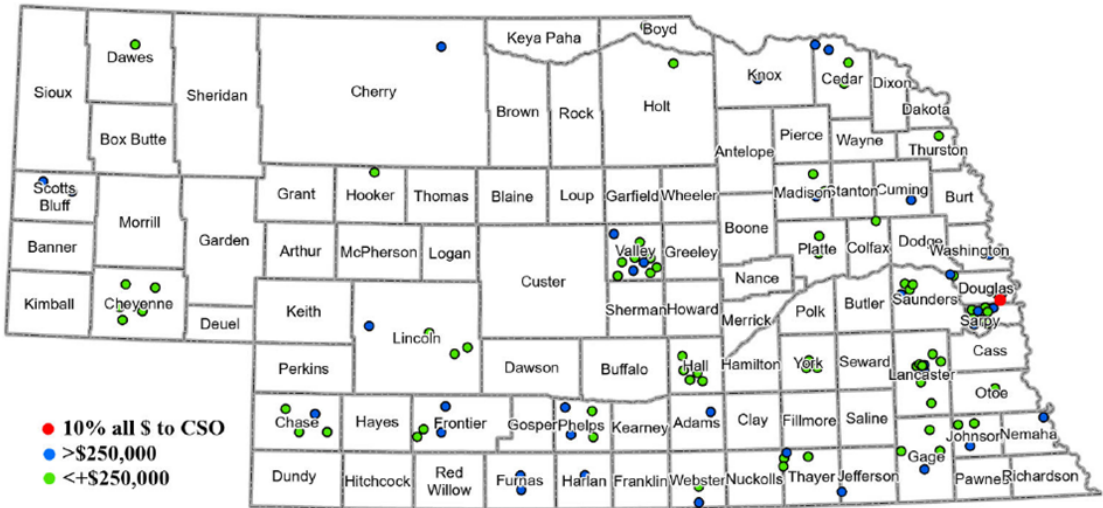 Boyd
Keya Paha
Dawes
Cherry
Knox
Cedar
Dixon
Sioux
Sheridan
Brown
Rock
Holt
Dakota
Box Butte
Pierce
Wayne
Antelope
Thurston
Scotts
Bluff
Grant
Hooker
Thomas
Blaine
Loup
Garfield
Wheeler
Madison
Stanton
Cuming
Burt
Morrill
Garden
Boone
Banner
Arthur
McPherson
Logan
Valley
Greeley
Platte
Colfax
Dodge
Washington
Custer
Nance
Kimball
Cheyenne
Keith
Sherman
Howard
Merrick
Polk
Butler
Saunders
Douglas
Deuel
Lincoln
Sarpy
Perkins
Dawson
Buffalo
Hall
Hamilton
York
Seward
Lancaster
Cass
Otoe
Chase
Hayes
Frontier
Gosper
Phelps
Kearney
Adams
Clay
Fillmore
Saline
Johnson
Nemaha
Gage
Dundy
Hitchcock
Red
Willow
Furnas
Harlan
Franklin
Webster
Nuckolls
Thayer
Jefferson
Pawnee
Richardson
10% all $ to CSO
>$250,000
<+$250,000